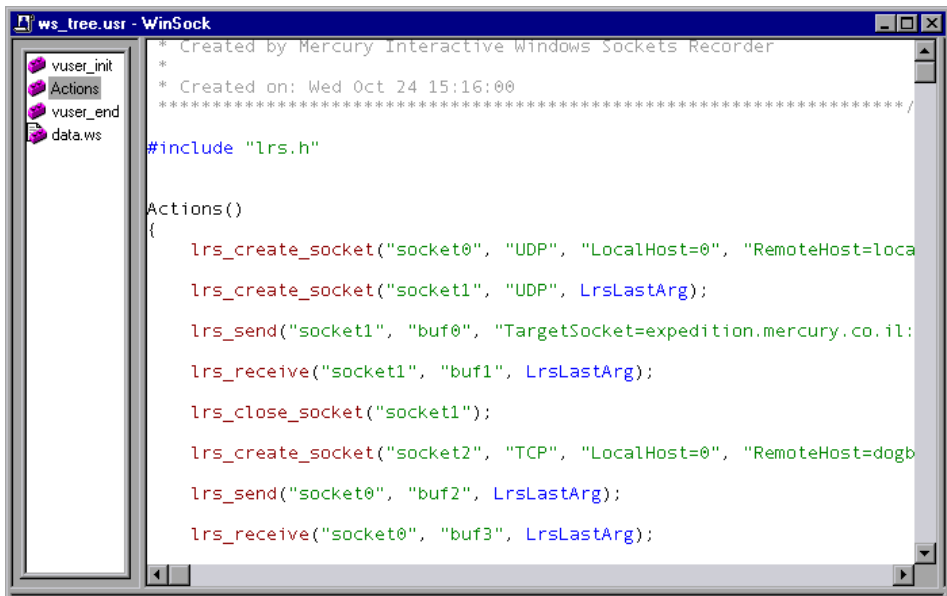 ws_tree.usr - WinSock
vuser_init
Actions
vuser_end
data.ws
* Created by Mercury Interactive Windows Sockets Recorder
*
* Created on: Wed Oct 24 15:16:00
*********************************************************************/
#include "lrs.h"
Actions()
{
lrs_create_socket("socket0", "UDP", "LocalHost=0", "RemoteHost=loca
lrs_create_socket("socket1", "UDP", LrsLastArg);
lrs_send("socket1", "buf0", "TargetSocket=expedition.mercury.co.il:
lrs_receive("socket1", "buf1", LrsLastArg);
lrs_close_socket("socket1");
lrs_create_socket("socket2", "TCP", "LocalHost=0", "RemoteHost=dogb
lrs_send("socket0", "buf2", LrsLastArg);
lrs_receive("socket0", "buf3", LrsLastArg);